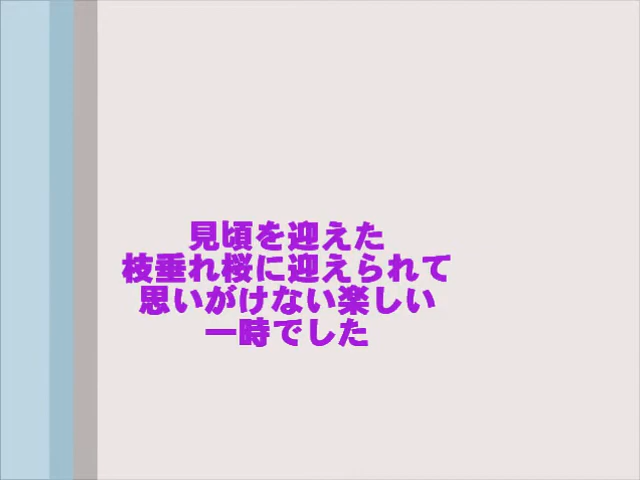 見頃を迎えた
枝垂れ桜に迎えられて
思いがけない楽しい
一時でした